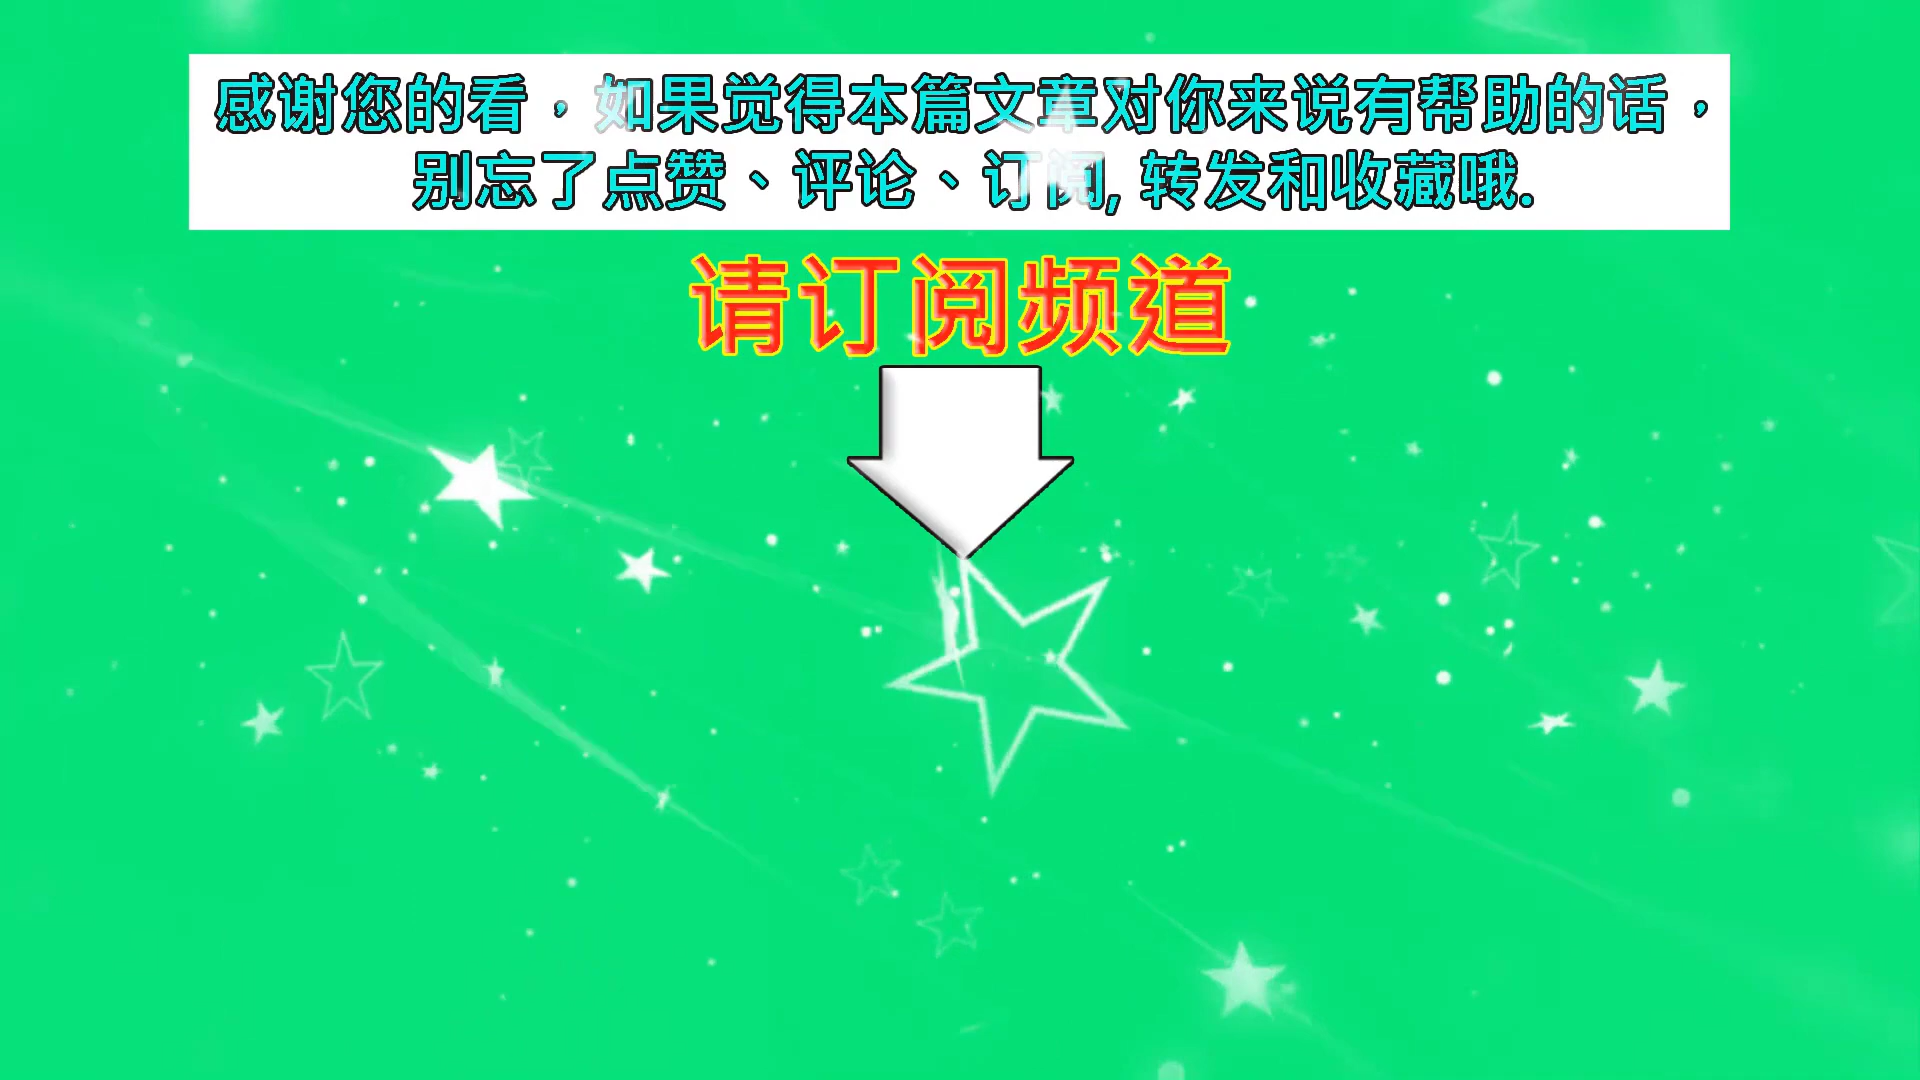 感谢您的看，如果觉得本篇文章对你来说有帮助的话，
别忘了点赞、评论、订阅, 转发和收藏哦.
请订阅频道